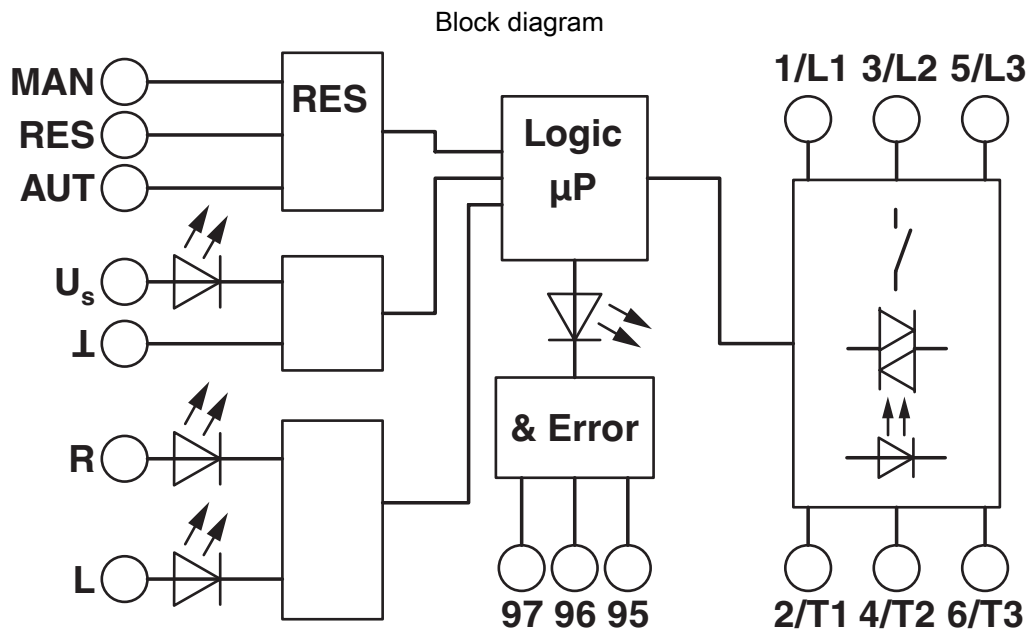 Block diagram
MAN
RES
AUT
RES
Us
⊥
R
L
Logic
µP
& Error
97 96 95
1/L1 3/L2 5/L3
2/T1 4/T2 6/T3